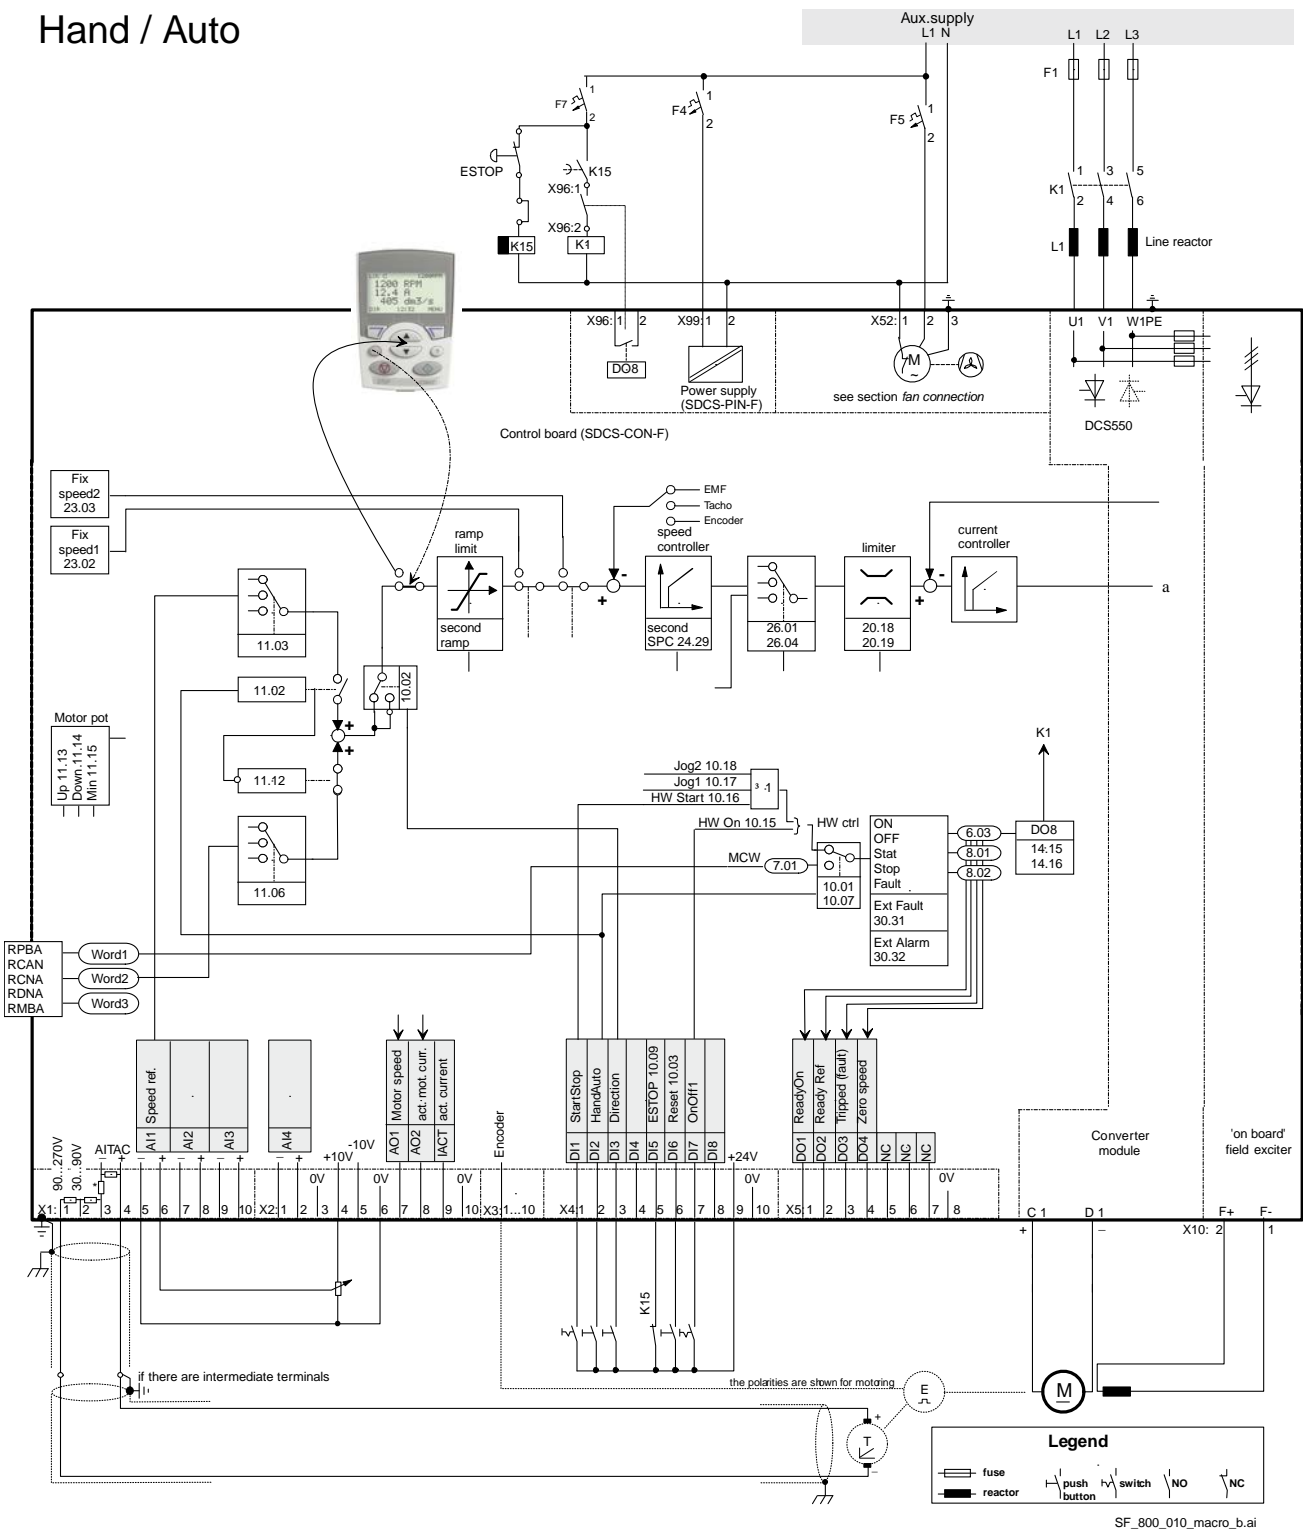 Hand / Auto
Aux.supply
L1 N
L1 L2 L3
F1
F7
1
2
F4
1
2
F5
1
2
ESTOP
K15
X96:1
X96:2
K15
K1
K1
1 3 5
2 4 6
L1
Line reactor
1200 RPM
12.4 A
405 dm3/s
X96: 1 2
X99: 1 2
X52: 1 2 3
U1 V1 W1 PE
DO8
M
~
Power supply
(SDCS-PIN-F)
see section fan connection
DCS550
Control board (SDCS-CON-F)
Fix
speed2
23.03
Fix
speed1
23.02
EMF
Tacho
Encoder
ramp
limit
speed
controller
limiter
current
controller
-
+
-
+
a
second
ramp
second
SPC 24.29
26.01
26.04
20.18
20.19
11.03
11.02
10.02
+
+
11.12
11.06
Motor pot
Up 11.13
Down.11.14
Min 11.15
K1
Jog2 10.18
Jog1 10.17
HW Start 10.16
³ 1
HW On 10.15
HW ctrl
MCW
7.01
10.01
10.07
ON
OFF
Stat
Stop
Fault
Ext Fault
30.31
Ext Alarm
30.32
6.03
8.01
8.02
DO8
14.15
14.16
RPBA
RCAN
RCNA
RDNA
RMBA
Word1
Word2
Word3
AI1 Speed ref.
AI2
AI3
AI4
AO1 Motor speed
AO2 act. mot. curr.
IACT act. current
Encoder
DI1 StartStop
DI2 HandAuto
DI3 Direction
DI4
DI5 ESTOP 10.09
DI6 Reset 10.03
DI7 OnOff1
DI8
DO1 ReadyOn
DO2 Ready Ref
DO3 Tripped (fault)
DO4 Zero speed
NC
NC
NC
Converter
module
'on board'
field exciter
90...270V
30...90V
AITAC
− +
− + − + − +
− +
+10V
-10V
+24V
0V
0V
0V
0V
0V
X1: 1 2 3 4 5 6 7 8 9 10
X2: 1 2 3 4 5 6 7 8 9 10
X3: 1...10
X4: 1 2 3 4 5 6 7 8 9 10
X5: 1 2 3 4 5 6 7 8
C 1
D 1
+
−
X10: 2 1
F+
F-
K15
if there are intermediate terminals
the polarities are shown for motoring
E
M
T
+
−
Legend
fuse
reactor
push
button
switch
NO
NC
SF_800_010_macro_b.ai